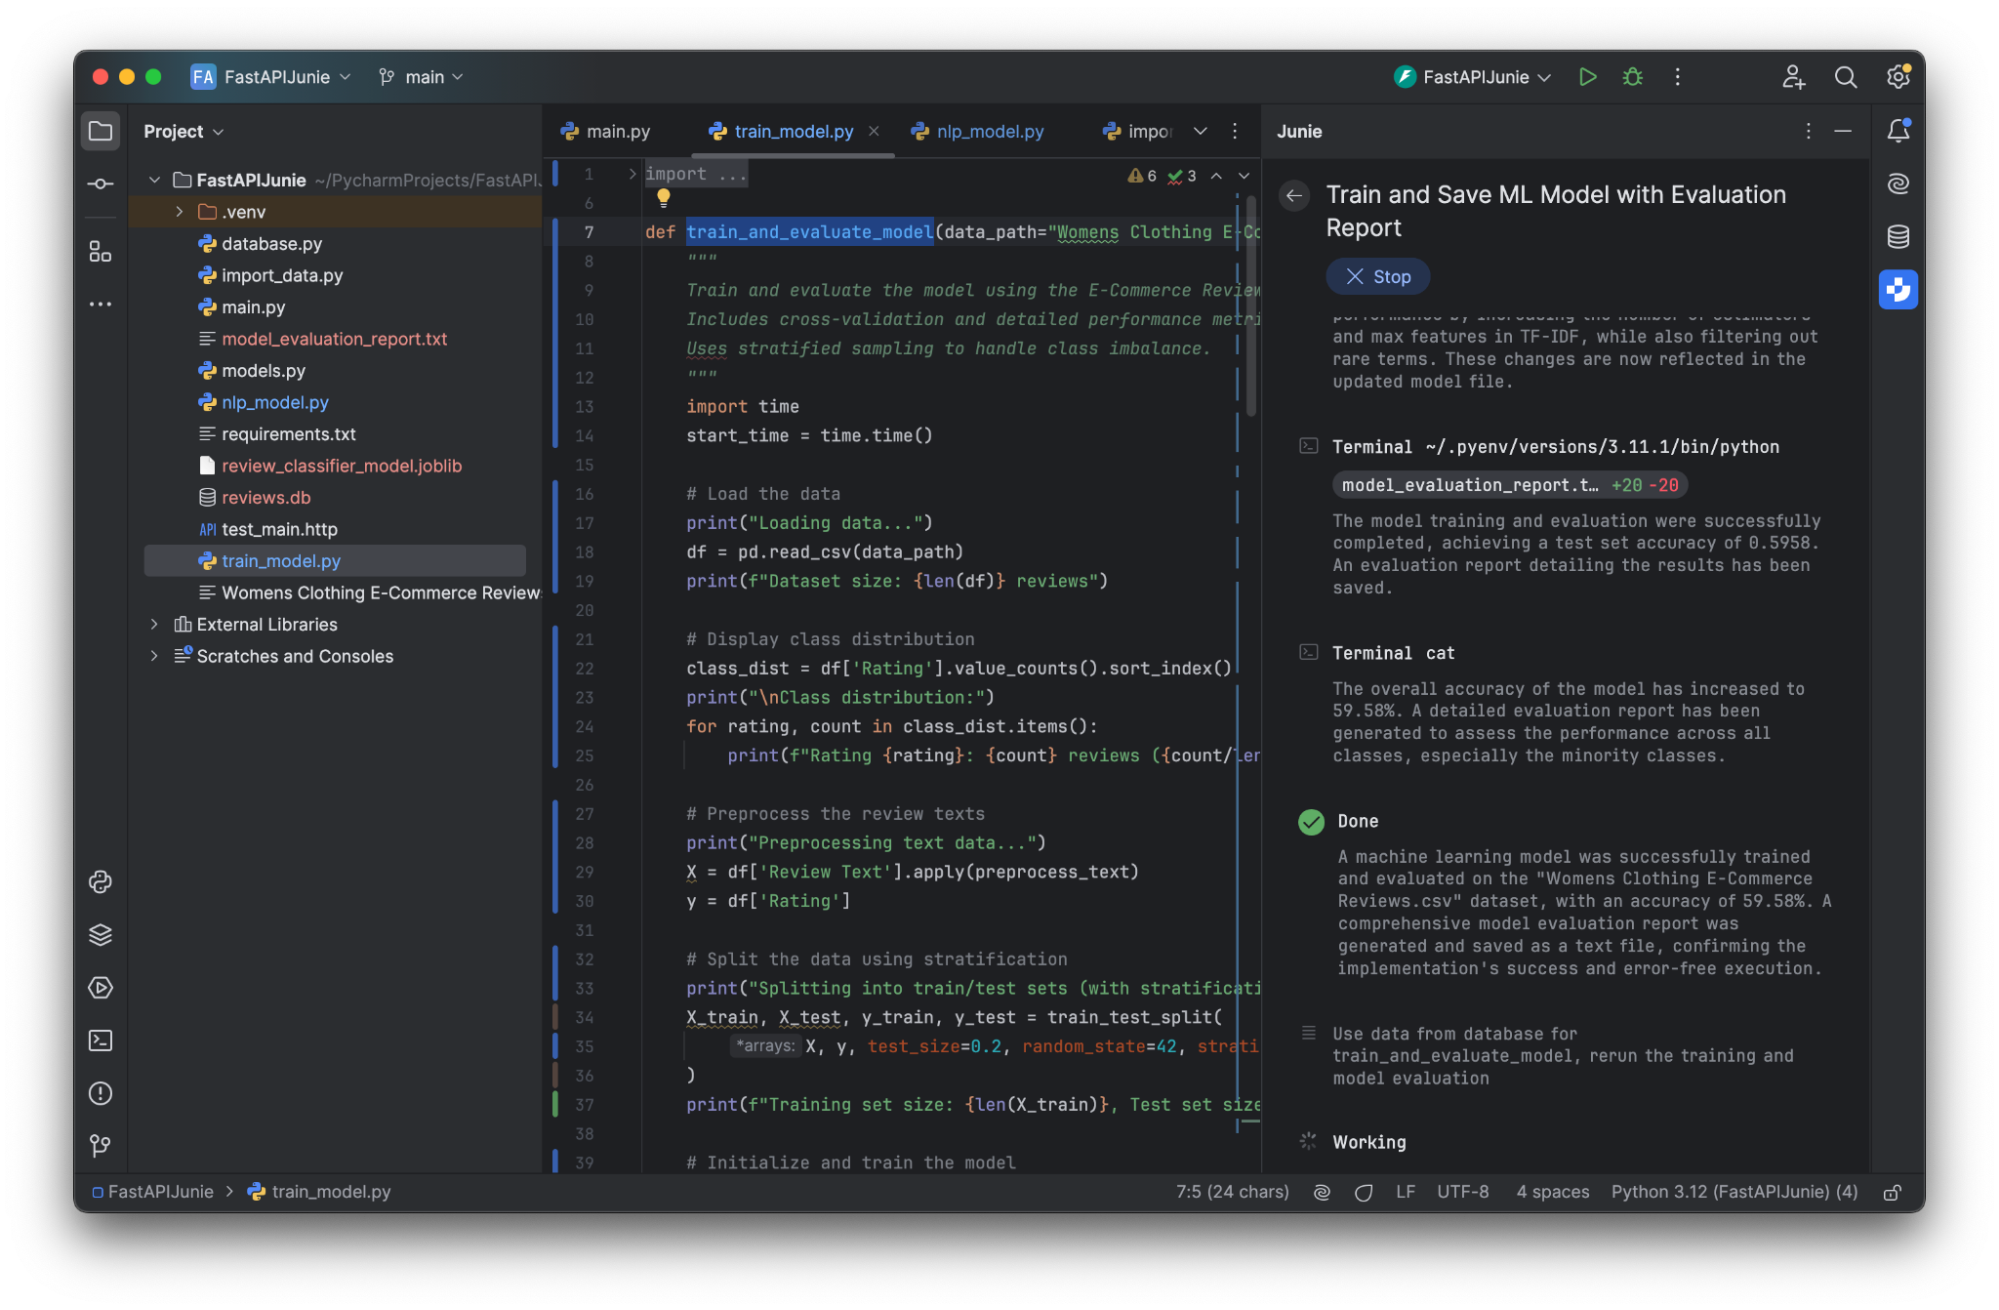 FA FastAPIJunie main
FastAPIJunie
Project
FastAPIJunie ~/PycharmProjects/FastAPI
.venv
database.py
import_data.py
main.py
model_evaluation_report.txt
models.py
nlp_model.py
requirements.txt
review_classifier_model.joblib
reviews.db
API test_main.http
train_model.py
Womens Clothing E-Commerce Review
External Libraries
Scratches and Consoles
main.py train_model.py nlp_model.py impo
6 3
1 import ...
6
7 def train_and_evaluate_model(data_path="Womens Clothing E-Co
8 """
9 Train and evaluate the model using the E-Commerce Review
10 Includes cross-validation and detailed performance metri
11 Uses stratified sampling to handle class imbalance.
12 """
13 import time
14 start_time = time.time()
15
16 # Load the data
17 print("Loading data...")
18 df = pd.read_csv(data_path)
19 print(f"Dataset size: {len(df)} reviews")
20
21 # Display class distribution
22 class_dist = df['Rating'].value_counts().sort_index()
23 print("\nClass distribution:")
24 for rating, count in class_dist.items():
25 print(f"Rating {rating}: {count} reviews ({count/len
26
27 # Preprocess the review texts
28 print("Preprocessing text data...")
29 X = df['Review Text'].apply(preprocess_text)
30 y = df['Rating']
31
32 # Split the data using stratification
33 print("Splitting into train/test sets (with stratificati
34 X_train, X_test, y_train, y_test = train_test_split(
35 *arrays: X, y, test_size=0.2, random_state=42, strati
36 )
37 print(f"Training set size: {len(X_train)}, Test set size
38
39 # Initialize and train the model
Junie
Train and Save ML Model with Evaluation
Report
Stop
performance by increasing the number of estimators
and max features in TF-IDF, while also filtering out
rare terms. These changes are now reflected in the
updated model file.
Terminal ~/.pyenv/versions/3.11.1/bin/python
model_evaluation_report.t… +20 -20
The model training and evaluation were successfully
completed, achieving a test set accuracy of 0.5958.
An evaluation report detailing the results has been
saved.
Terminal cat
The overall accuracy of the model has increased to
59.58%. A detailed evaluation report has been
generated to assess the performance across all
classes, especially the minority classes.
Done
A machine learning model was successfully trained
and evaluated on the "Womens Clothing E-Commerce
Reviews.csv" dataset, with an accuracy of 59.58%. A
comprehensive model evaluation report was
generated and saved as a text file, confirming the
implementation's success and error-free execution.
Use data from database for
train_and_evaluate_model, rerun the training and
model evaluation
Working
FastAPIJunie > train_model.py
7:5 (24 chars) LF UTF-8 4 spaces Python 3.12 (FastAPIJunie) (4)